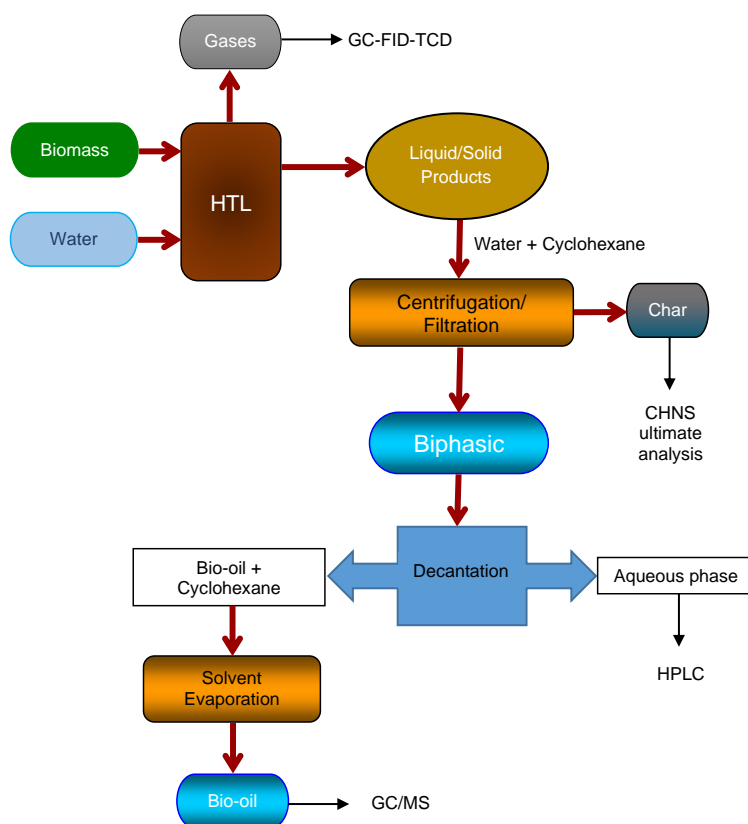 Gases
GC-FID-TCD
Biomass
Water
HTL
Liquid/Solid
Products
Water + Cyclohexane
Centrifugation/
Filtration
Char
CHNS
ultimate
analysis
Biphasic
Decantation
Bio-oil +
Cyclohexane
Aqueous phase
HPLC
Solvent
Evaporation
Bio-oil
GC/MS